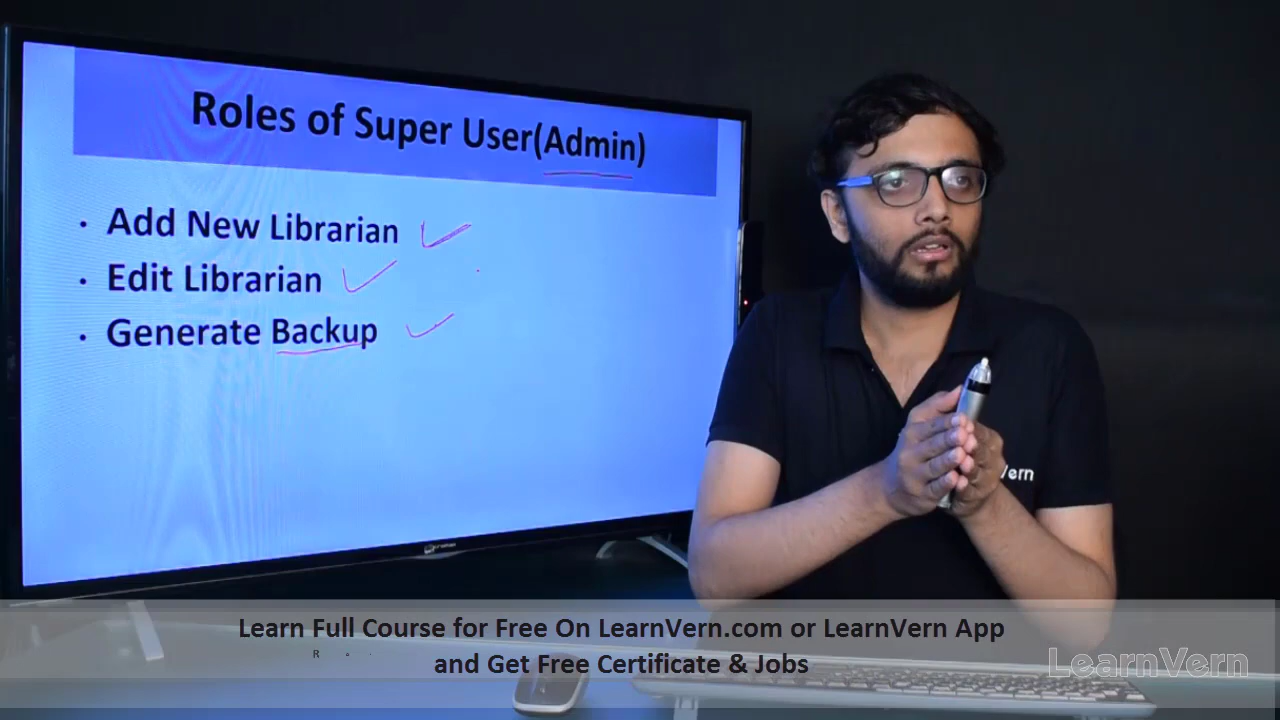 Roles of Super User(Admin)
• Add New Librarian
• Edit Librarian
• Generate Backup
Vern
Learn Full Course for Free On LearnVern.com or LearnVern App
and Get Free Certificate & Jobs
LearnVern